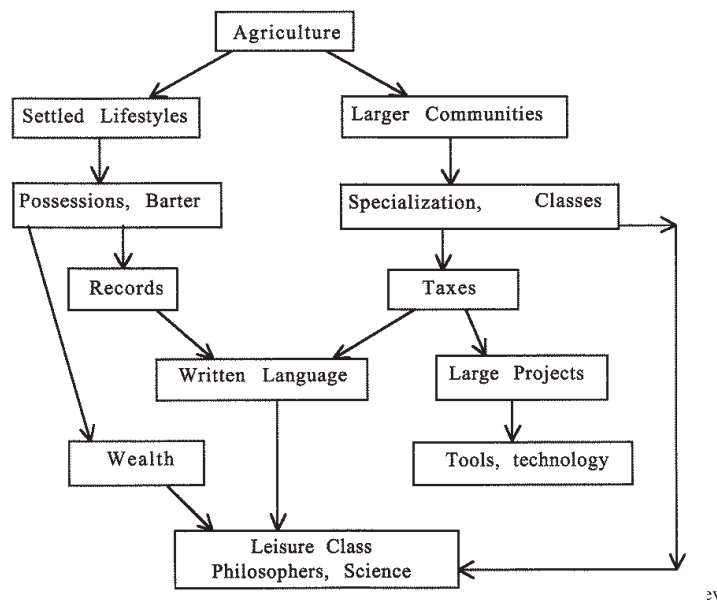 Agriculture
Settled Lifestyles
Larger Communities
Possessions, Barter
Specialization, Classes
Records
Taxes
Written Language
Large Projects
Wealth
Tools, technology
Leisure Class
Philosophers, Science